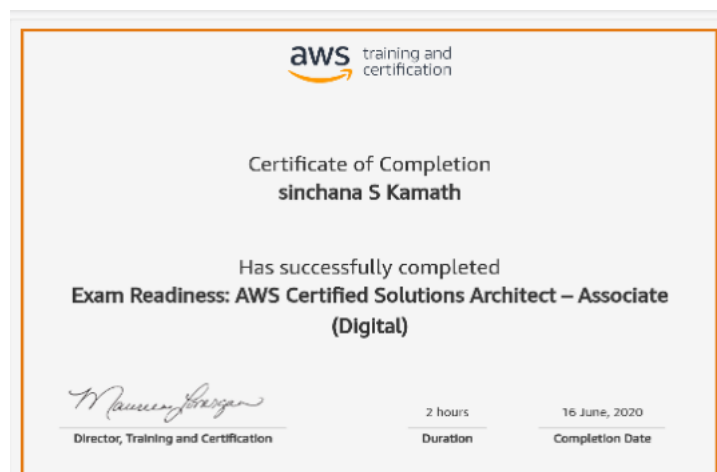 aws training and
certification
Certificate of Completion
sinchana S Kamath
Has successfully completed
Exam Readiness: AWS Certified Solutions Architect – Associate
(Digital)
2 hours
16 June, 2020
Director, Training and Certification
Duration
Completion Date